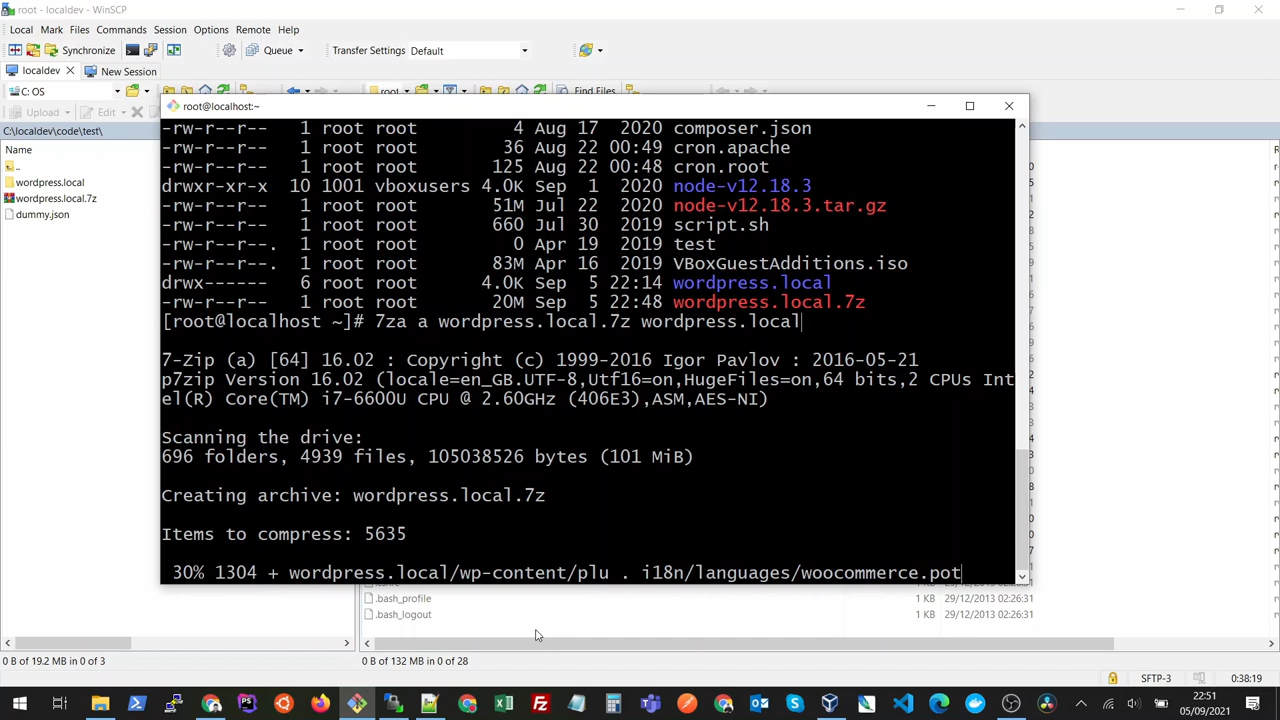 root - localdev - WinSCP
Local Mark Files Commands Session Options Remote Help
Synchronize Queue Transfer Settings Default
localdev New Session
C: OS root Find Files
Upload Edit
root@localhost:~
C:\localdev\code\test\
Name
..
wordpress.local
wordpress.local.7z
dummy.json
-rw-r--r-- 1 root root 4 Aug 17 2020 composer.json
-rw-r--r-- 1 root root 36 Aug 22 00:49 cron.apache
-rw-r--r-- 1 root root 125 Aug 22 00:48 cron.root
drwxr-xr-x 10 1001 vboxusers 4.0K Sep 1 2020 node-v12.18.3
-rw-r--r-- 1 root root 51M Jul 22 2020 node-v12.18.3.tar.gz
-rw-r--r-- 1 root root 660 Jul 30 2019 script.sh
-rw-r--r--. 1 root root 0 Apr 19 2019 test
-rw-r--r--. 1 root root 83M Apr 16 2019 VBoxGuestAdditions.iso
drwx------ 6 root root 4.0K Sep 5 22:14 wordpress.local
-rw-r--r-- 1 root root 20M Sep 5 22:48 wordpress.local.7z
[root@localhost ~]# 7za a wordpress.local.7z wordpress.local
7-Zip (a) [64] 16.02 : Copyright (c) 1999-2016 Igor Pavlov : 2016-05-21
p7zip Version 16.02 (locale=en_GB.UTF-8,Utf16=on,HugeFiles=on,64 bits,2 CPUs Int
el(R) Core(TM) i7-6600U CPU @ 2.60GHz (406E3),ASM,AES-NI)
Scanning the drive:
696 folders, 4939 files, 105038526 bytes (101 MiB)
Creating archive: wordpress.local.7z
Items to compress: 5635
30% 1304 + wordpress.local/wp-content/plu . i18n/languages/woocommerce.pot
.bash_profile 1 KB 29/12/2013 02:26:31
.bash_logout 1 KB 29/12/2013 02:26:31
0 B of 19.2 MB in 0 of 3 0 B of 132 MB in 0 of 28
SFTP-3 0:38:19
22:51
05/09/2021